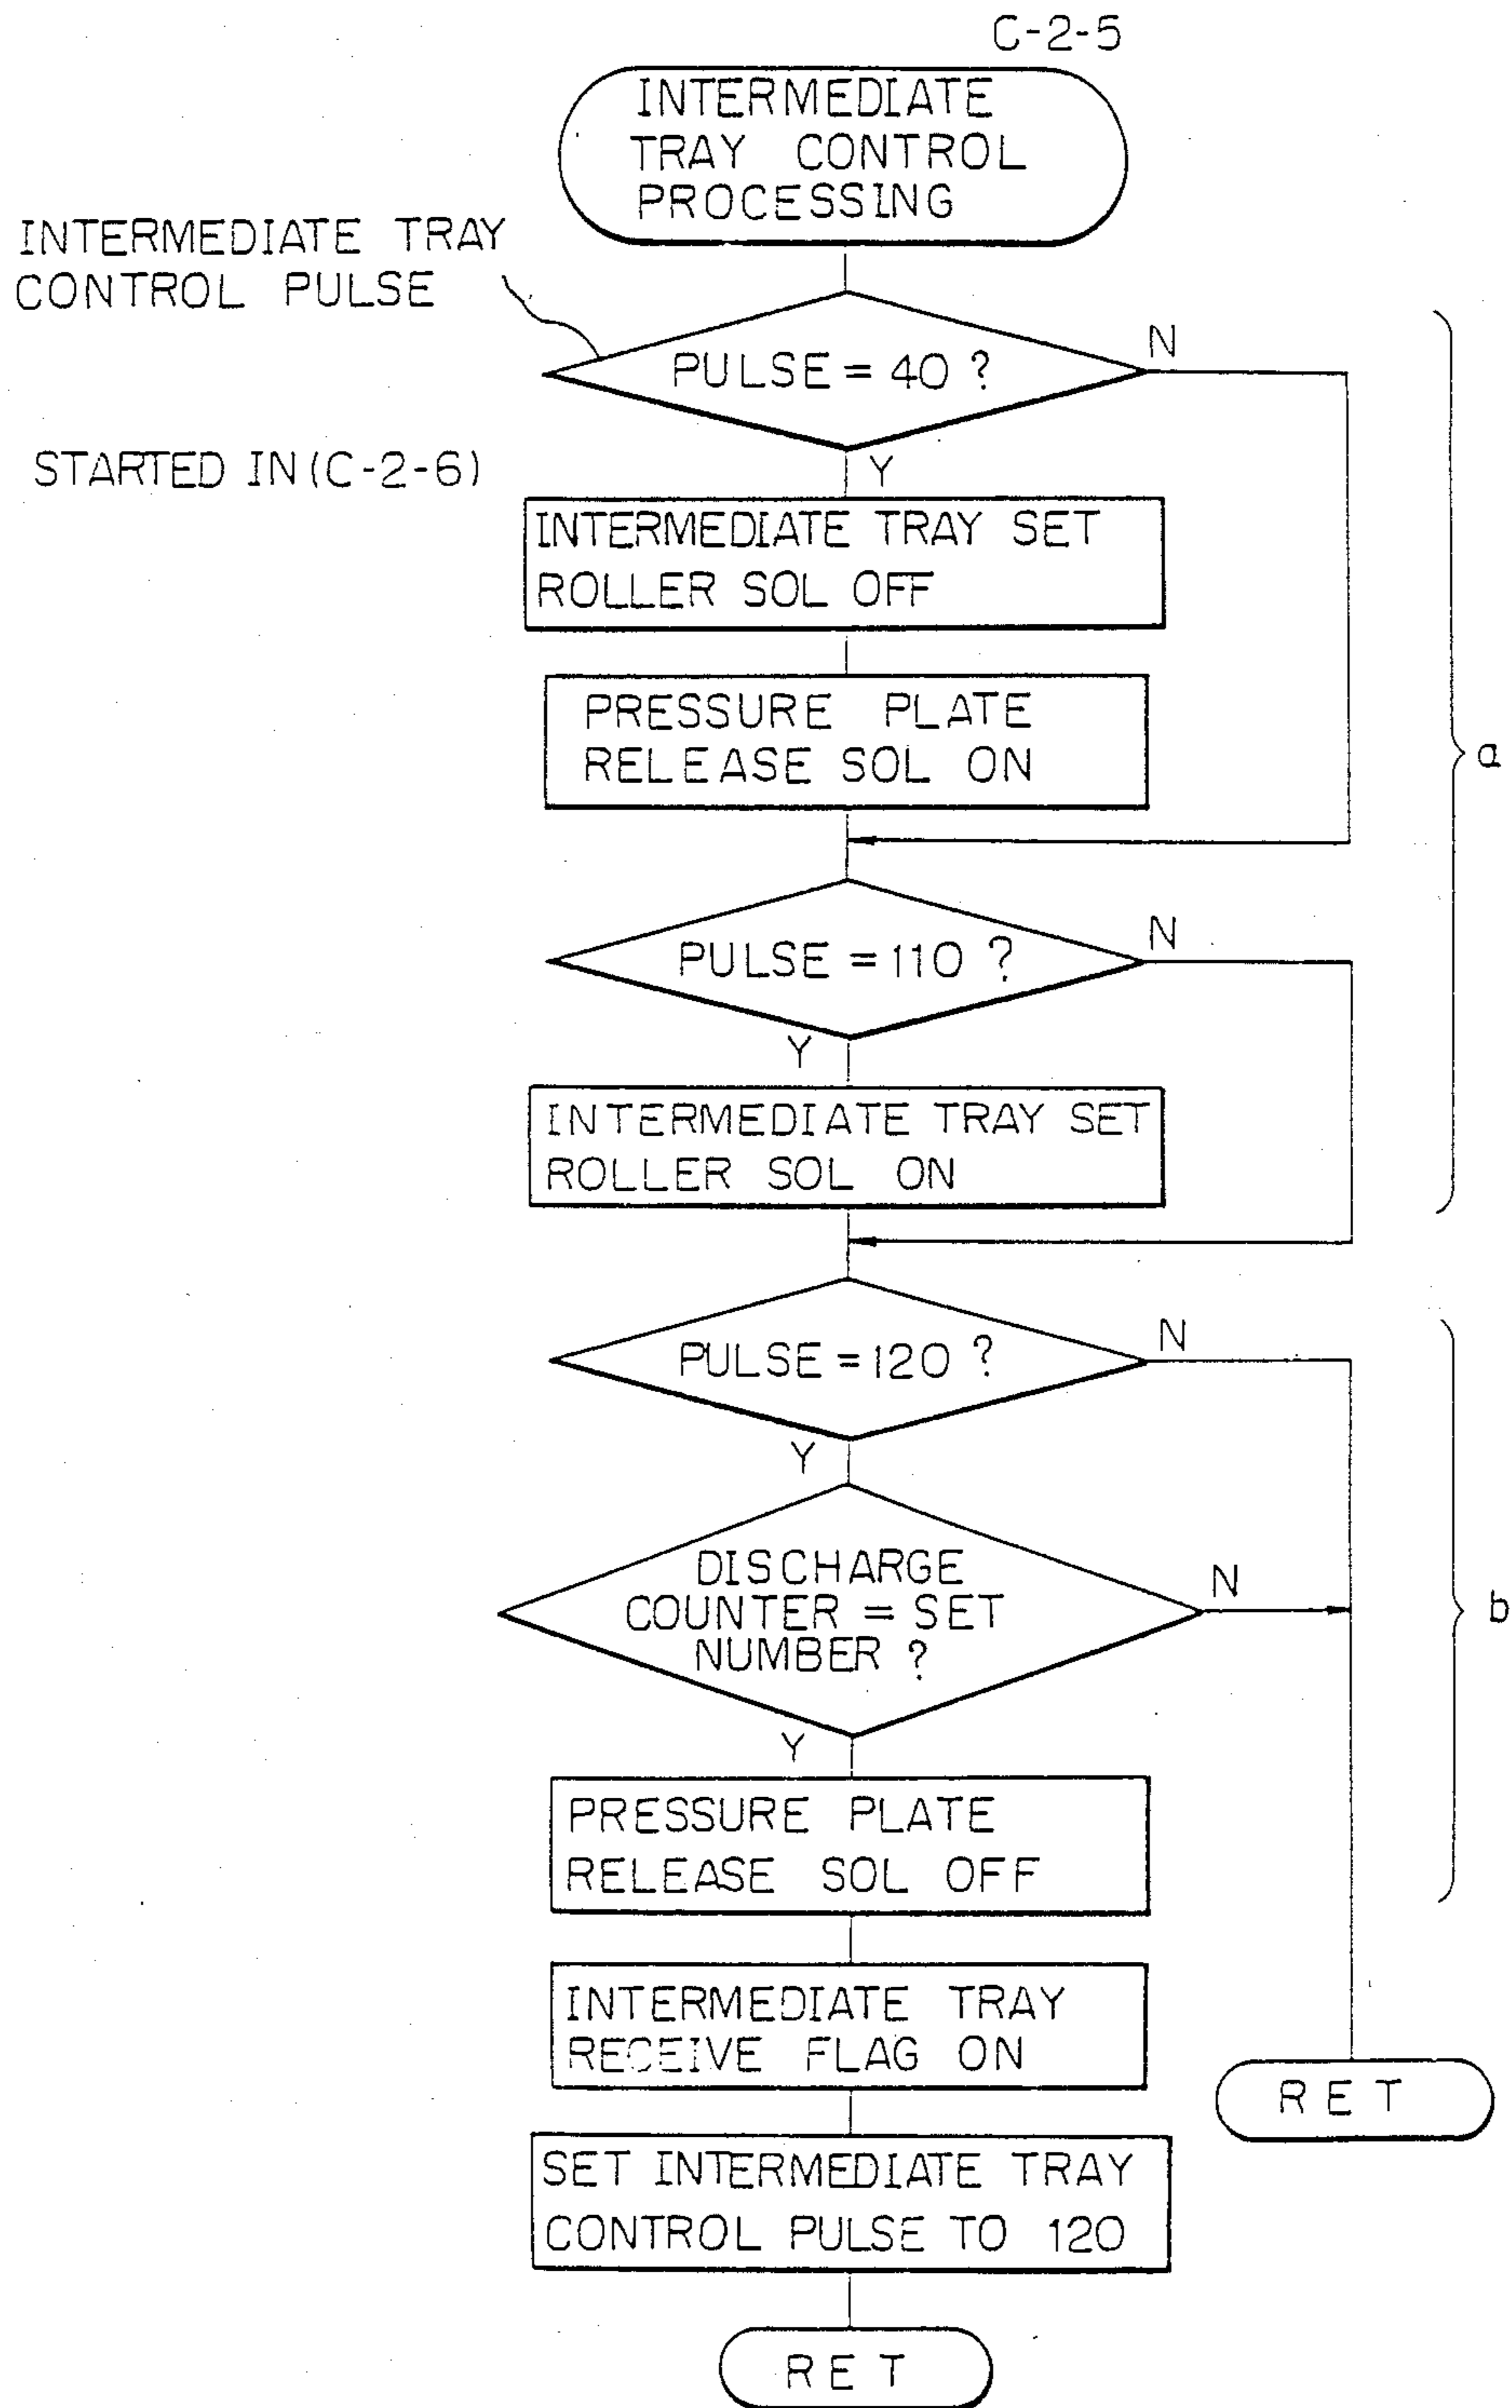 C-2-5
INTERMEDIATE
TRAY CONTROL
PROCESSING
INTERMEDIATE TRAY
CONTROL PULSE
PULSE = 40 ?
N
Y
STARTED IN (C-2-6)
INTERMEDIATE TRAY SET
ROLLER SOL OFF
PRESSURE PLATE
RELEASE SOL ON
a
PULSE = 110 ?
N
Y
INTERMEDIATE TRAY SET
ROLLER SOL ON
PULSE = 120 ?
N
Y
DISCHARGE
COUNTER = SET
NUMBER ?
N
b
Y
PRESSURE PLATE
RELEASE SOL OFF
INTERMEDIATE TRAY
RECEIVE FLAG ON
RET
SET INTERMEDIATE TRAY
CONTROL PULSE TO 120
RET